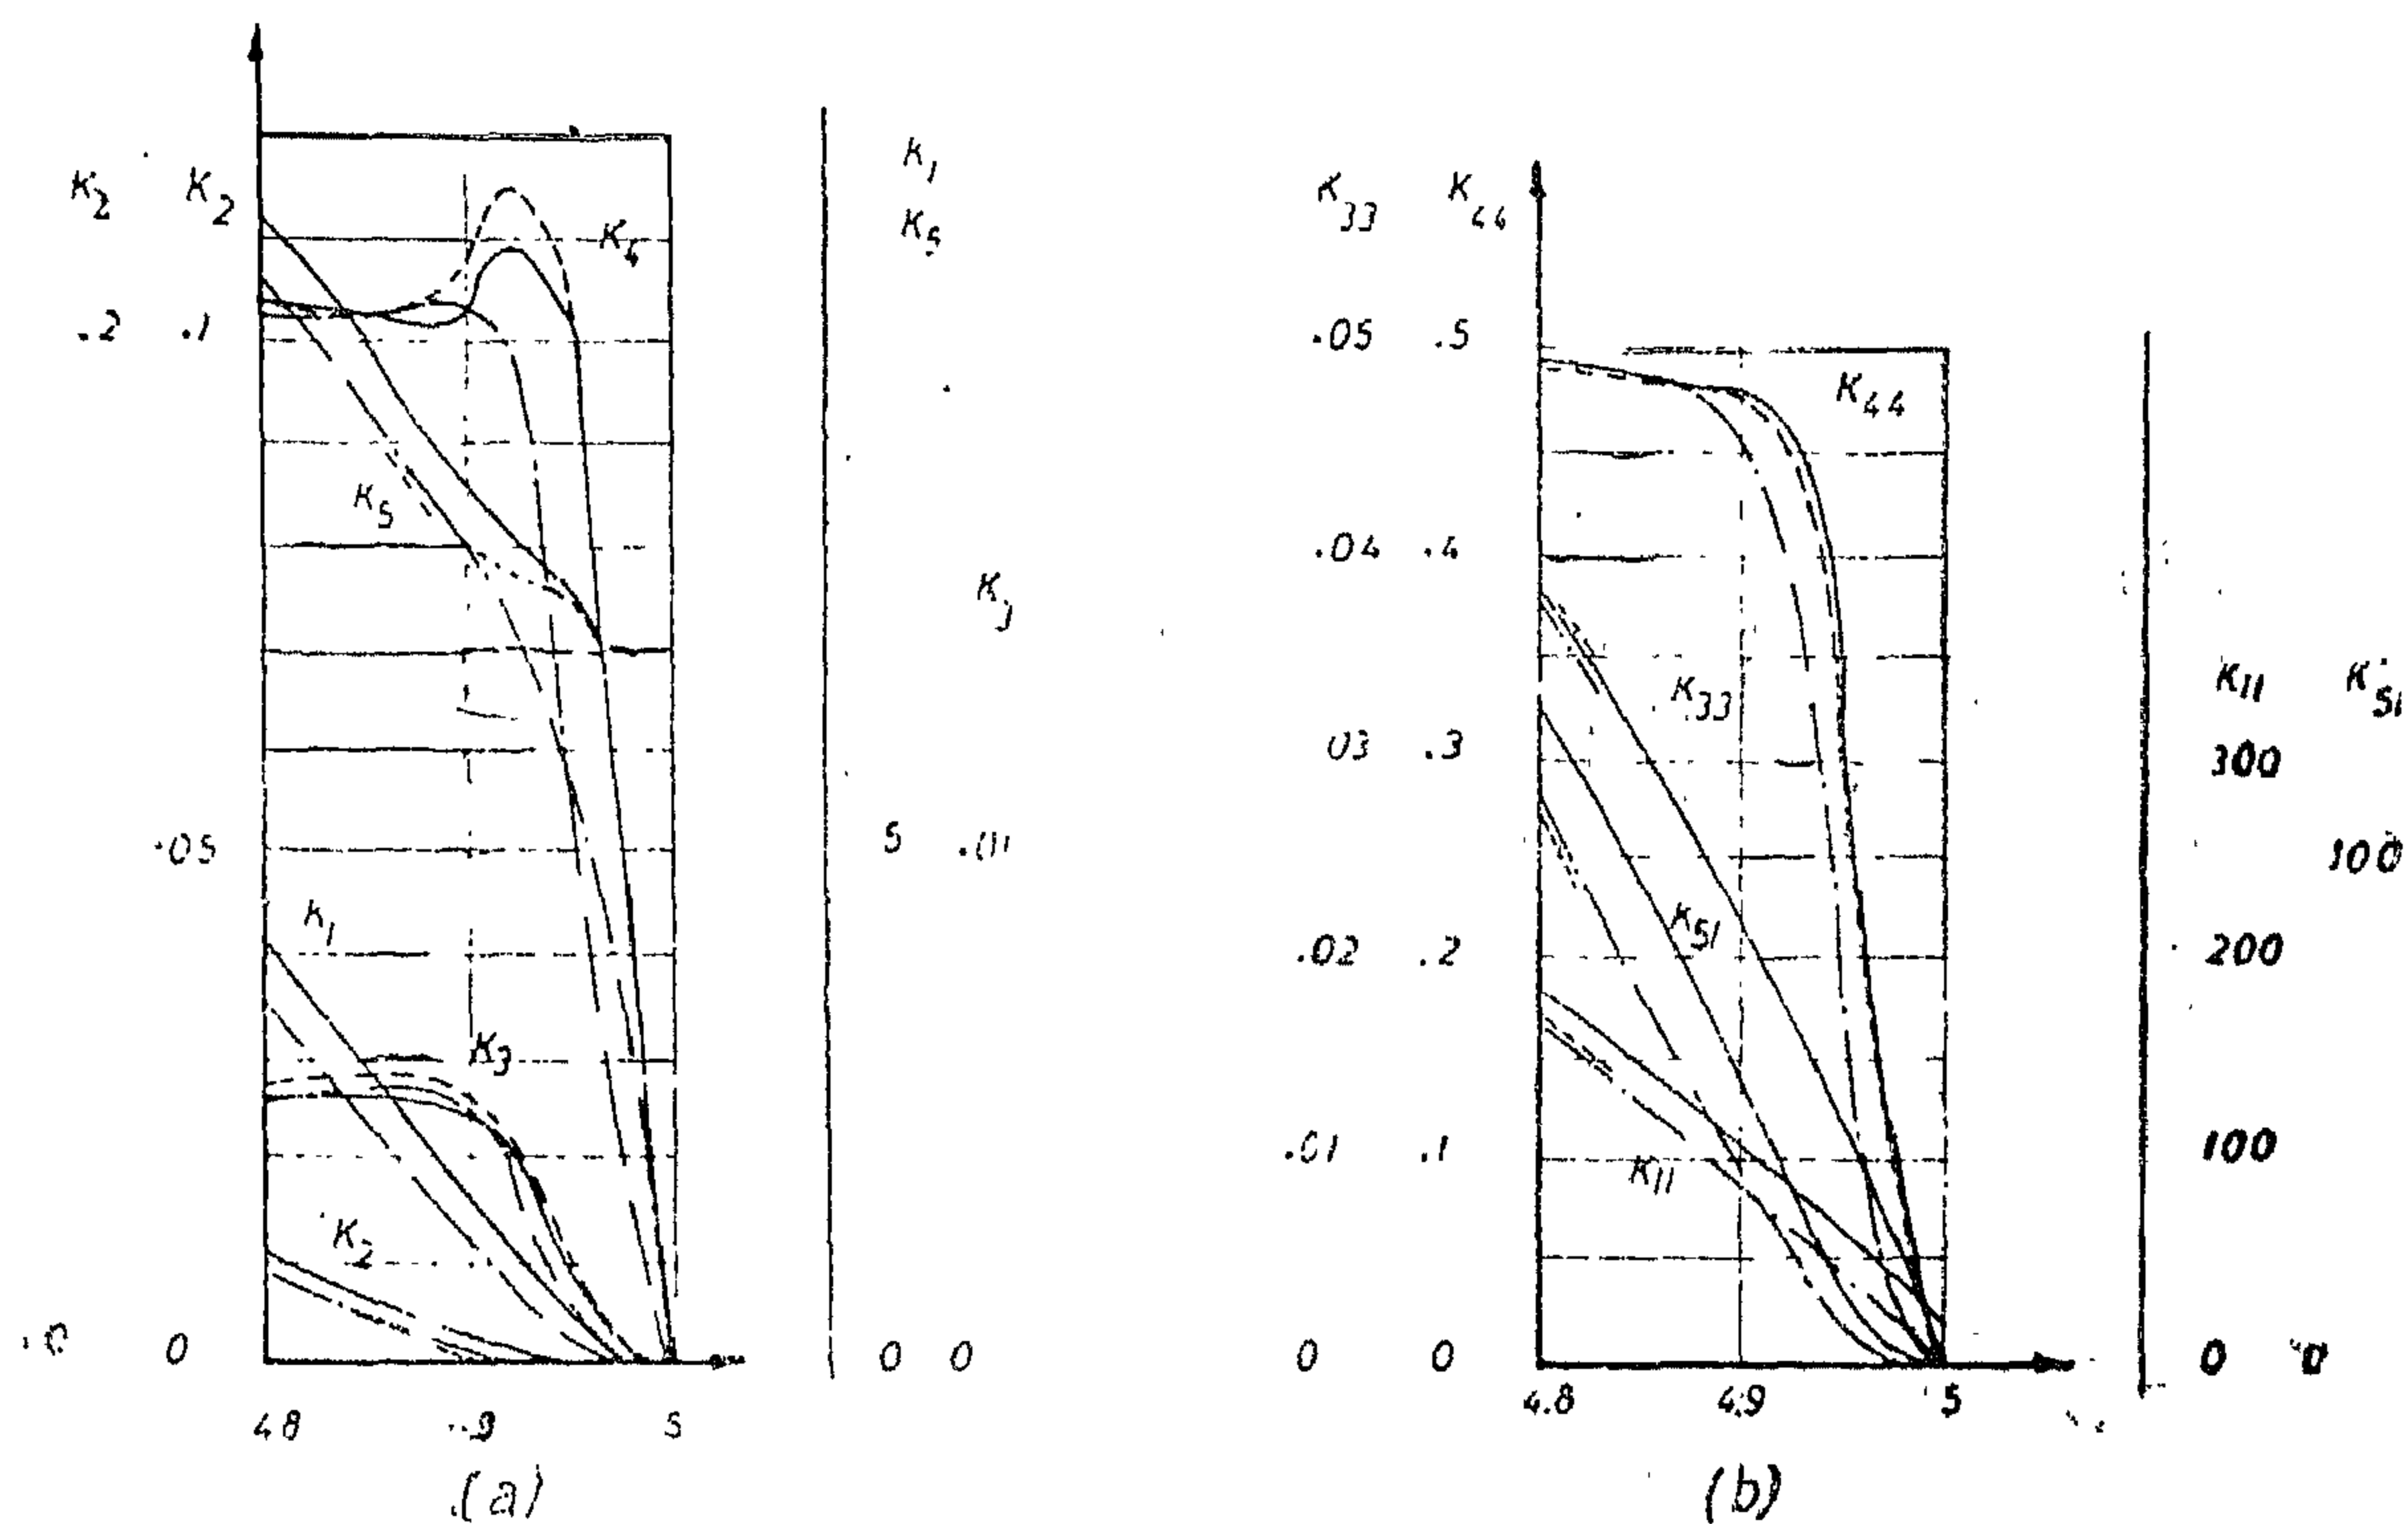 K2 K2 K1
K5
K4
.2 .1
K5
K3
.05 5
K1
K3
K2
0 0 0
4.8 5
(a)
K33 K44
.05 .5
K44
.04 .4
K33
K11 K51
03 .3 300
100
K51
.02 .2 200
.01 .1 100
K11
0 0 0 0
4.8 4.9 5
(b)